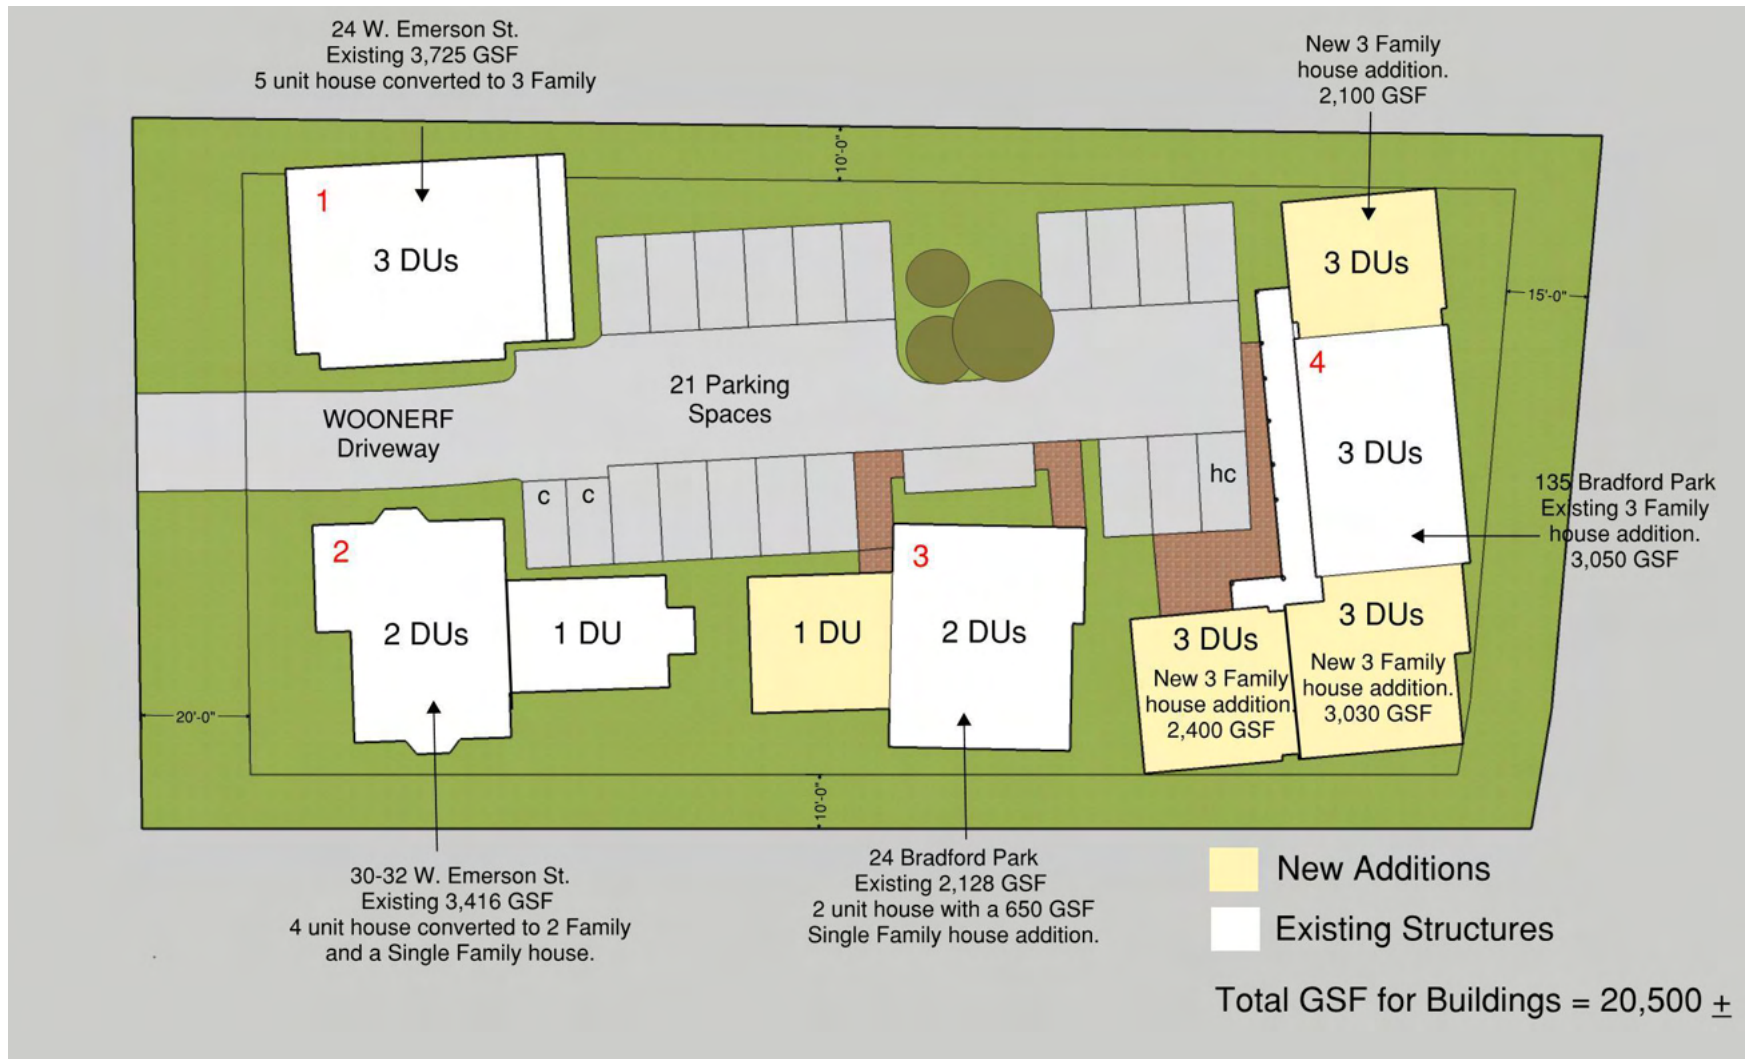 24 W. Emerson St.
Existing 3,725 GSF
5 unit house converted to 3 Family
New 3 Family
house addition.
2,100 GSF
10'-0"
1
3 DUs
3 DUs
15'-0"
4
21 Parking
Spaces
WOONERF
Driveway
3 DUs
hc
c
c
135 Bradford Park
Existing 3 Family
house addition.
3,050 GSF
2
2 DUs
1 DU
1 DU
3
2 DUs
3 DUs
New 3 Family
house addition.
2,400 GSF
3 DUs
New 3 Family
house addition.
3,030 GSF
20'-0"
10'-0"
30-32 W. Emerson St.
Existing 3,416 GSF
4 unit house converted to 2 Family
and a Single Family house.
24 Bradford Park
Existing 2,128 GSF
2 unit house with a 650 GSF
Single Family house addition.
New Additions
Existing Structures
Total GSF for Buildings = 20,500 ±